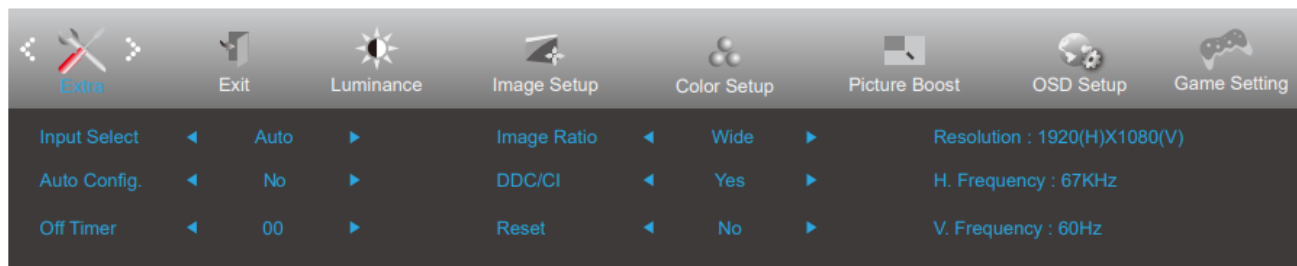 Extra Exit Luminance Image Setup Color Setup Picture Boost OSD Setup Game Setting
Input Select Auto Image Ratio Wide Resolution : 1920(H)X1080(V)
Auto Config. No DDC/CI Yes H. Frequency : 67KHz
Off Timer 00 Reset No V. Frequency : 60Hz